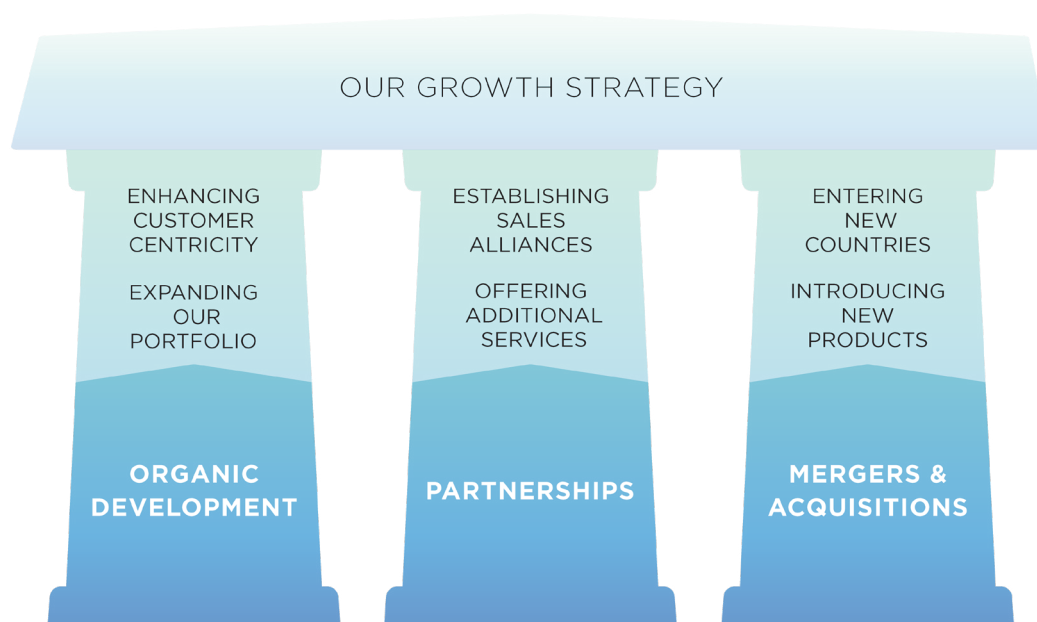 OUR GROWTH STRATEGY
ENHANCING
CUSTOMER
CENTRICITY
EXPANDING
OUR
PORTFOLIO
ORGANIC
DEVELOPMENT
ESTABLISHING
SALES
ALLIANCES
OFFERING
ADDITIONAL
SERVICES
PARTNERSHIPS
ENTERING
NEW
COUNTRIES
INTRODUCING
NEW
PRODUCTS
MERGERS &
ACQUISITIONS